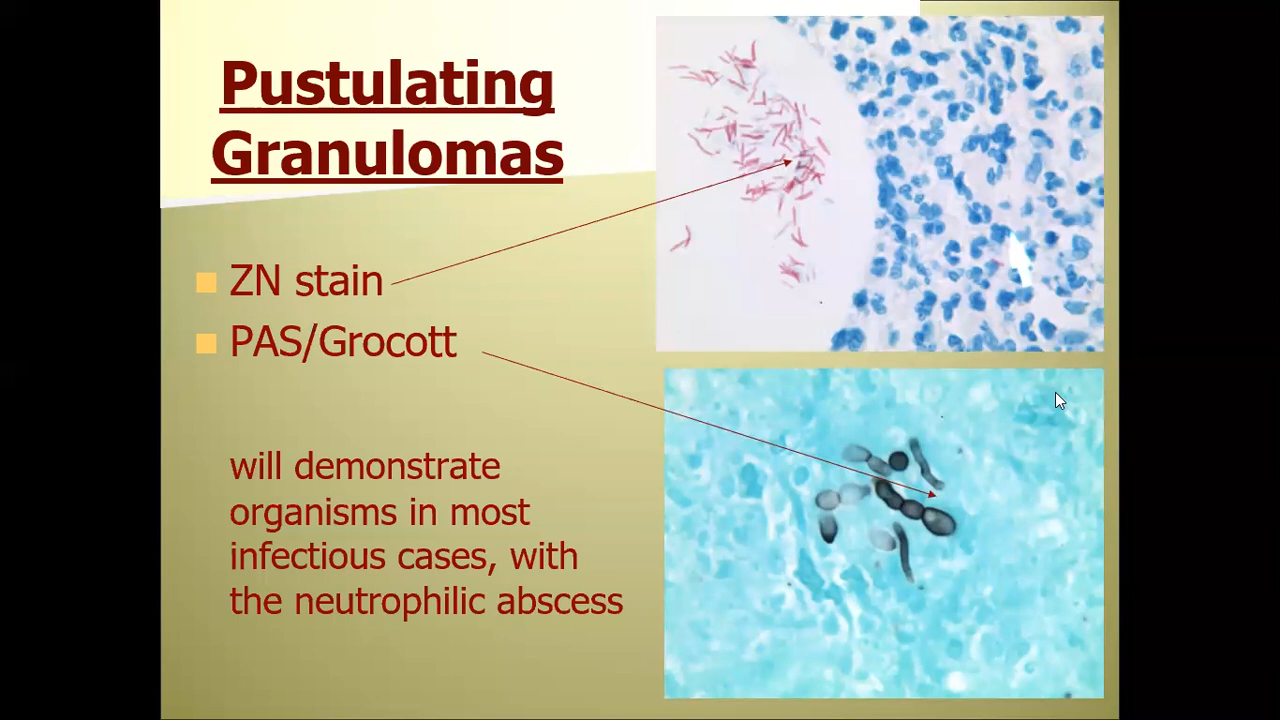 Pustulating
Granulomas
ZN stain
PAS/Grocott
will demonstrate
organisms in most
infectious cases, with
the neutrophilic abscess